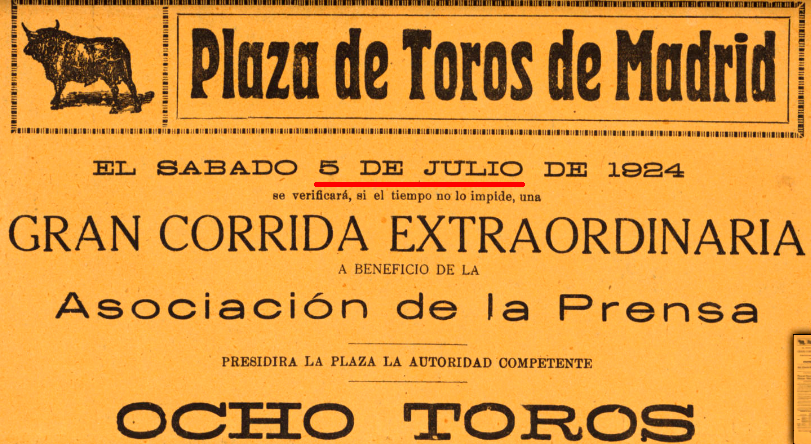 Plaza de Toros de Madrid
EL SABADO 5 DE JULIO DE 1924
se verificará, si el tiempo no lo impide, una
GRAN CORRIDA EXTRAORDINARIA
A BENEFICIO DE LA
Asociación de la Prensa
PRESIDIRA LA PLAZA LA AUTORIDAD COMPETENTE
OCHO TOROS